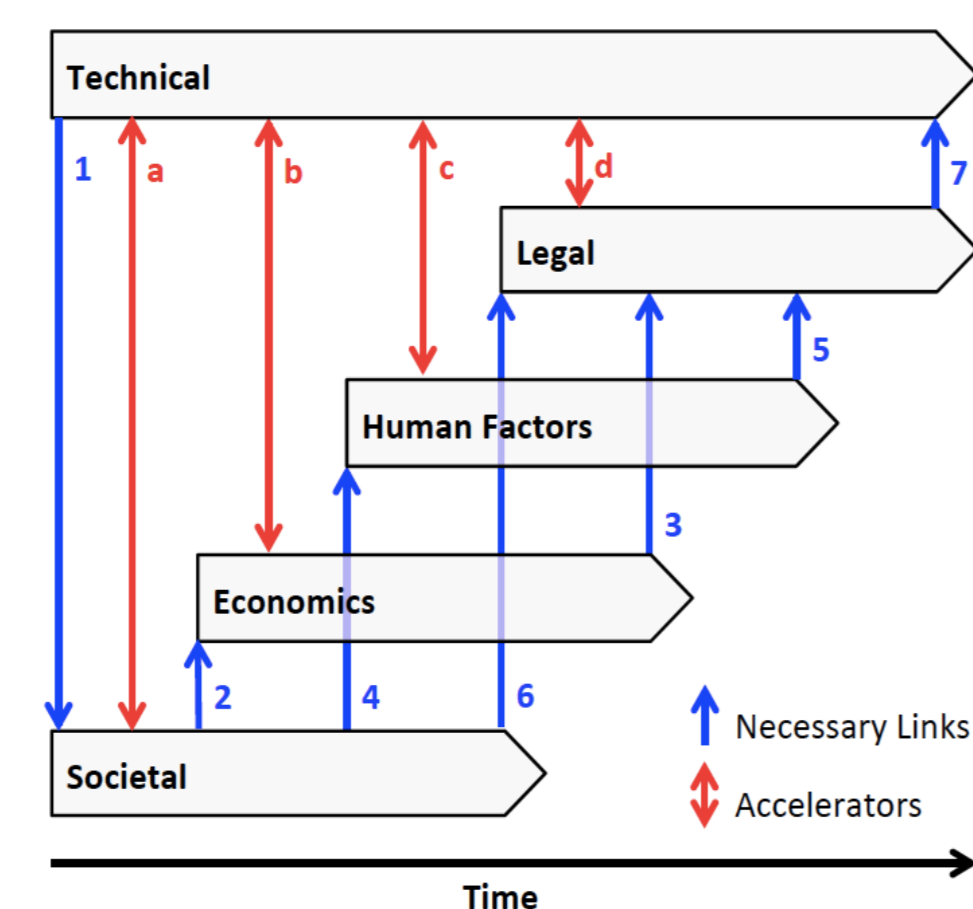 Technical
1
a
b
c
d
7
Legal
5
Human Factors
3
Economics
2
4
6
Necessary Links
Societal
Accelerators
Time